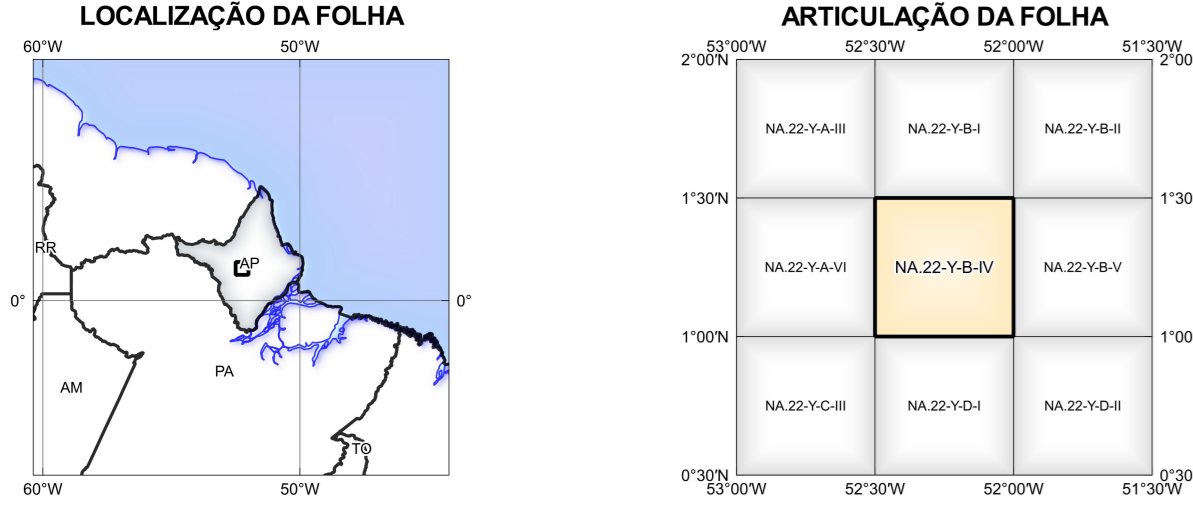 LOCALIZAÇÃO DA FOLHA
60°W 50°W
RR
AP
0° 0°
PA
AM
TO
60°W 50°W
ARTICULAÇÃO DA FOLHA
53°00'W 52°30'W 52°00'W 51°30'W
2°00'N 2°00
NA.22-Y-A-III NA.22-Y-B-I NA.22-Y-B-II
1°30'N 1°30
NA.22-Y-A-VI NA.22-Y-B-IV NA.22-Y-B-V
1°00'N 1°00
NA.22-Y-C-III NA.22-Y-D-I NA.22-Y-D-II
0°30'N 0°30
53°00'W 52°30'W 52°00'W 51°30'W